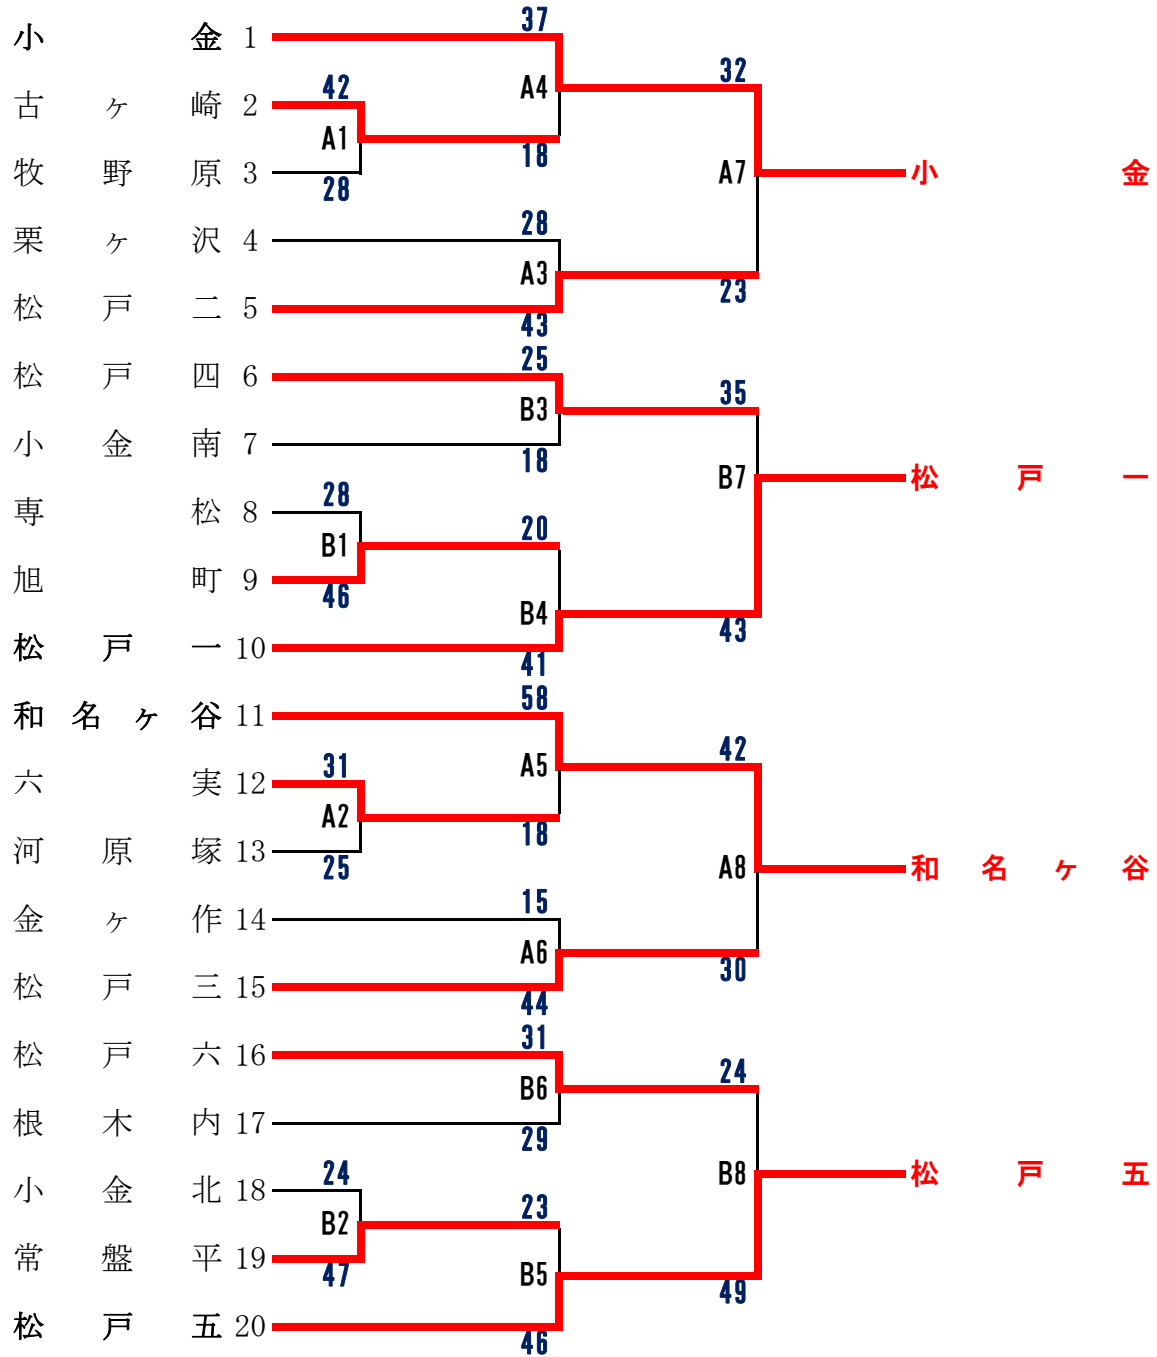 37
小金 1
32
42
A4
古ヶ崎 2
A1
18
牧野原 3
A7
小金
28
28
栗ヶ沢 4
A3
23
松戸二 5
43
25
松戸四 6
35
B3
小金南 7
18
B7
松戸一
28
専松 8
20
B1
旭町 9
46
B4
43
松戸一 10
41
58
和名ヶ谷 11
42
31
A5
六実 12
A2
18
河原塚 13
25
A8
和名ヶ谷
15
金ヶ作 14
A6
30
松戸三 15
44
31
松戸六 16
24
B6
根木内 17
29
24
B8
松戸五
小金北 18
23
B2
常盤平 19
47
B5
49
松戸五 20
46